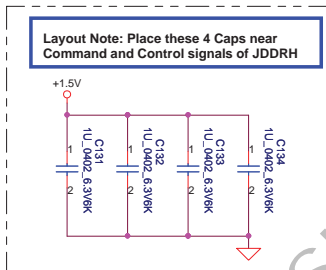 Layout Note: Place these 4 Caps near
Command and Control signals of JDDRH
+1.5V
1
2
C131
1U_0402_6.3V6K
1
2
C132
1U_0402_6.3V6K
1
2
C133
1U_0402_6.3V6K
1
2
C134
1U_0402_6.3V6K